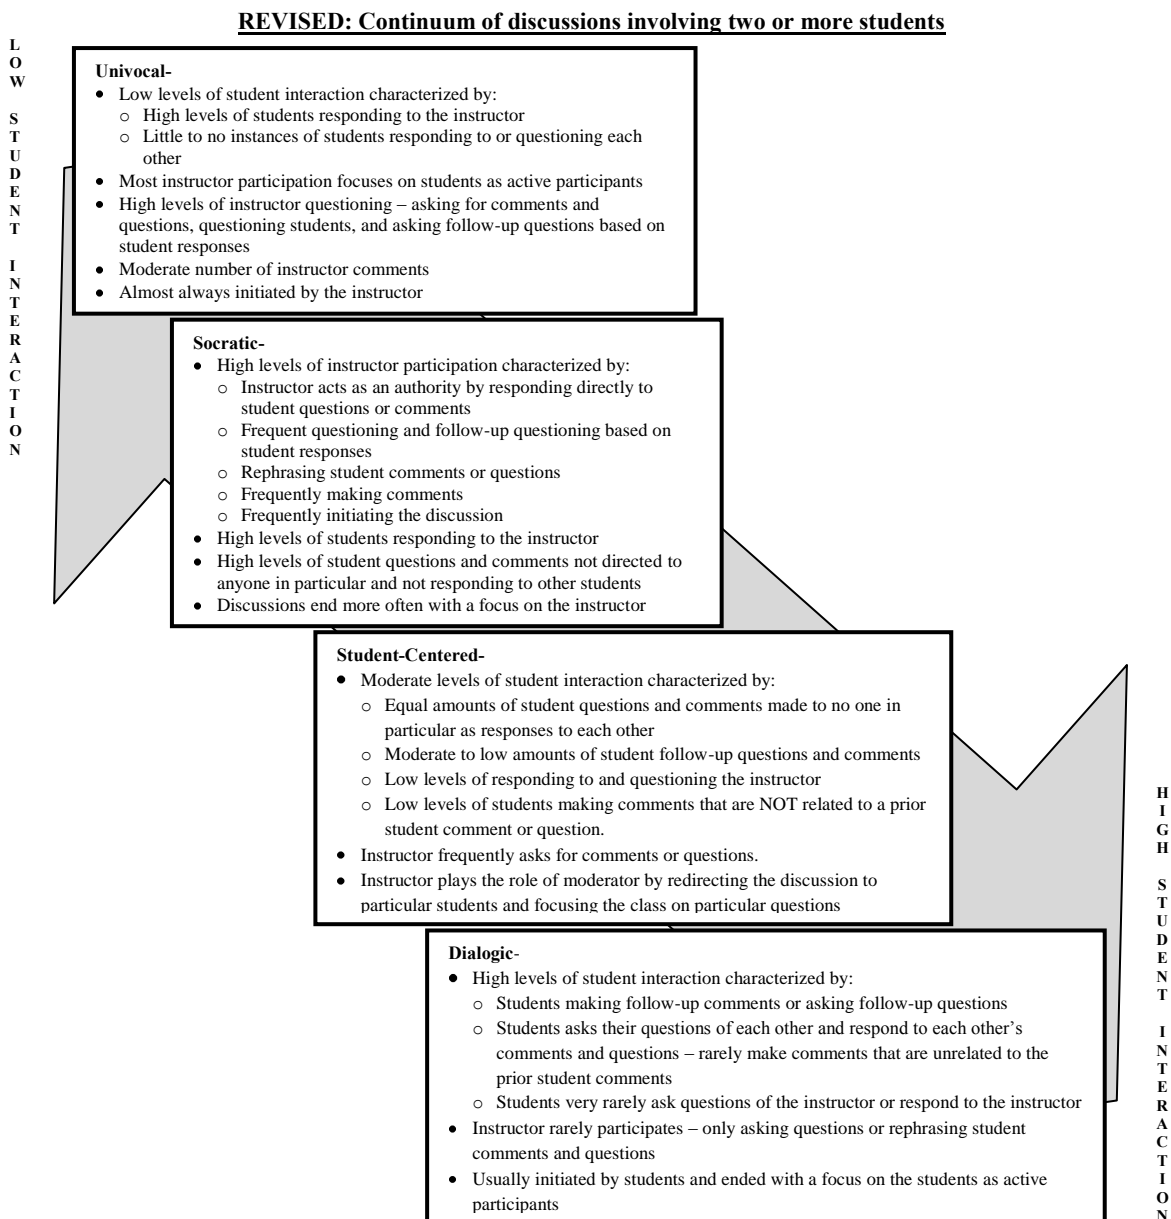 REVISED: Continuum of discussions involving two or more students
LOW STUDENT INTERACTION
Univocal-
• Low levels of student interaction characterized by:
o High levels of students responding to the instructor
o Little to no instances of students responding to or questioning each
other
• Most instructor participation focuses on students as active participants
• High levels of instructor questioning – asking for comments and
questions, questioning students, and asking follow-up questions based on
student responses
• Moderate number of instructor comments
• Almost always initiated by the instructor
Socratic-
• High levels of instructor participation characterized by:
o Instructor acts as an authority by responding directly to
student questions or comments
o Frequent questioning and follow-up questioning based on
student responses
o Rephrasing student comments or questions
o Frequently making comments
o Frequently initiating the discussion
• High levels of students responding to the instructor
• High levels of student questions and comments not directed to
anyone in particular and not responding to other students
• Discussions end more often with a focus on the instructor
Student-Centered-
• Moderate levels of student interaction characterized by:
o Equal amounts of student questions and comments made to no one in
particular as responses to each other
o Moderate to low amounts of student follow-up questions and comments
o Low levels of responding to and questioning the instructor
o Low levels of students making comments that are NOT related to a prior
student comment or question.
• Instructor frequently asks for comments or questions.
• Instructor plays the role of moderator by redirecting the discussion to
particular students and focusing the class on particular questions
Dialogic-
• High levels of student interaction characterized by:
o Students making follow-up comments or asking follow-up questions
o Students asks their questions of each other and respond to each other’s
comments and questions – rarely make comments that are unrelated to the
prior student comments
o Students very rarely ask questions of the instructor or respond to the instructor
• Instructor rarely participates – only asking questions or rephrasing student
comments and questions
• Usually initiated by students and ended with a focus on the students as active
participants
HIGH STUDENT INTERACTION